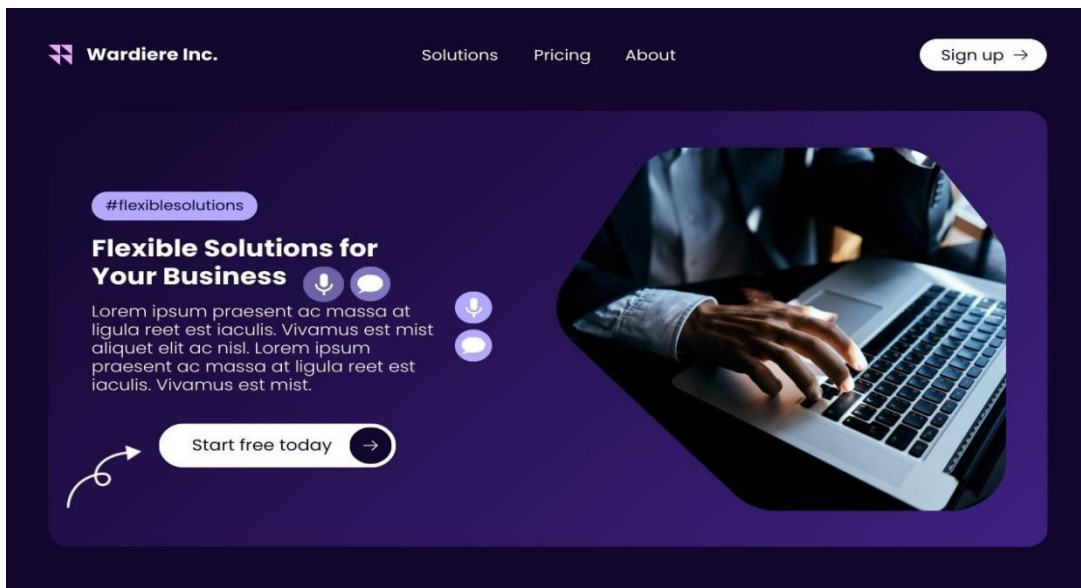 Wardiere Inc.
Solutions
Pricing
About
Sign up
#flexiblesolutions
Flexible Solutions for
Your Business
Lorem ipsum praesent ac massa at
ligula reet est iaculis. Vivamus est mist
aliquet elit ac nisl. Lorem ipsum
praesent ac massa at ligula reet est
iaculis. Vivamus est mist.
Start free today